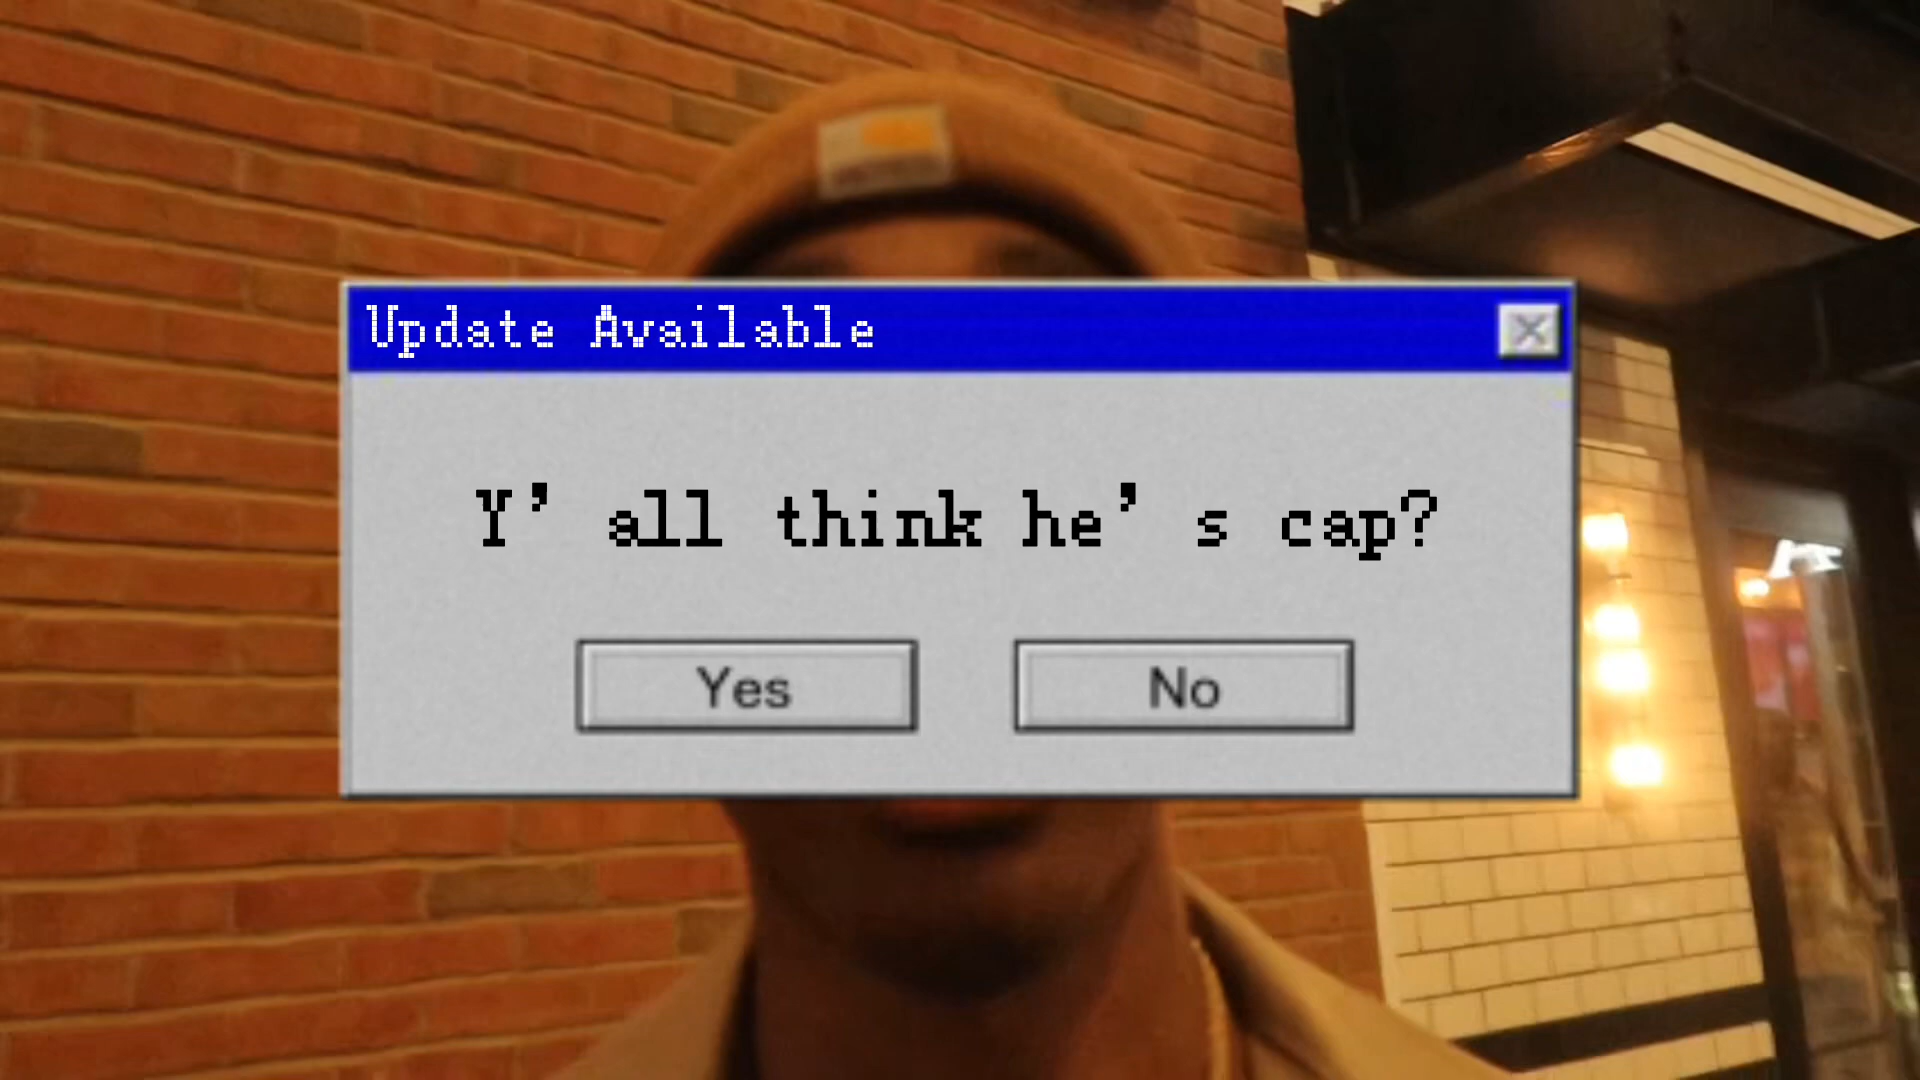 Update Available
Y' all think he' s cap?
Yes
No